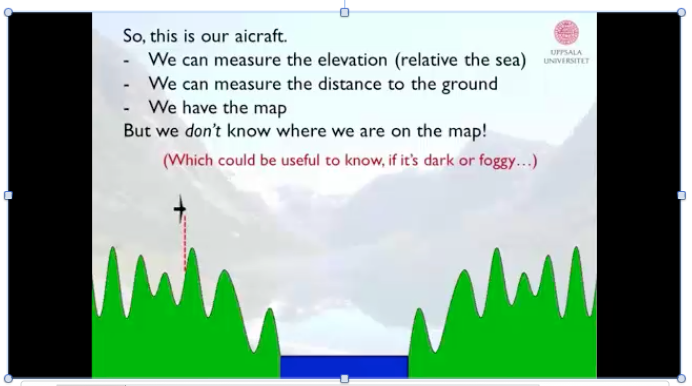 So, this is our aicraft.
- We can measure the elevation (relative the sea)
- We can measure the distance to the ground
- We have the map
But we don't know where we are on the map!
(Which could be useful to know, if it's dark or foggy…)
UPPSALA
UNIVERSITET